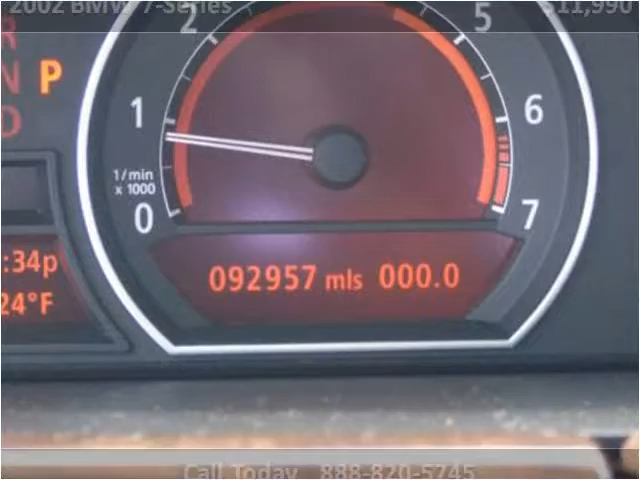 2002 BMW 7-Series $11,990
2 5
R
N P
D
1 6
1/min
x 1000
0 7
:34p
24°F
092957 mls 000.0
Call Today 888-820-5745